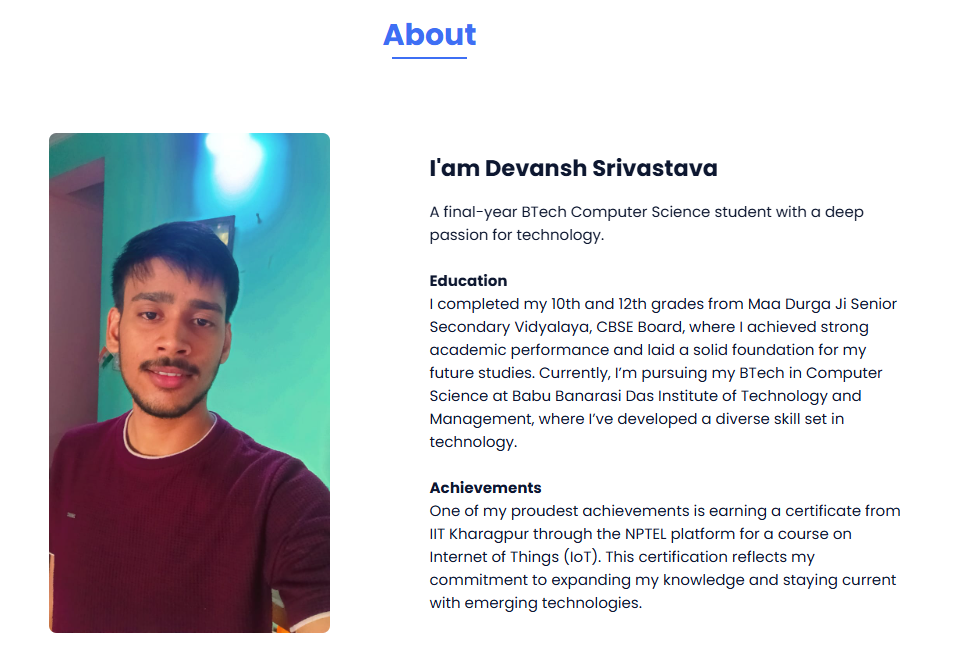 About
I'am Devansh Srivastava
A final-year BTech Computer Science student with a deep
passion for technology.
Education
I completed my 10th and 12th grades from Maa Durga Ji Senior
Secondary Vidyalaya, CBSE Board, where I achieved strong
academic performance and laid a solid foundation for my
future studies. Currently, I’m pursuing my BTech in Computer
Science at Babu Banarasi Das Institute of Technology and
Management, where I’ve developed a diverse skill set in
technology.
Achievements
One of my proudest achievements is earning a certificate from
IIT Kharagpur through the NPTEL platform for a course on
Internet of Things (IoT). This certification reflects my
commitment to expanding my knowledge and staying current
with emerging technologies.